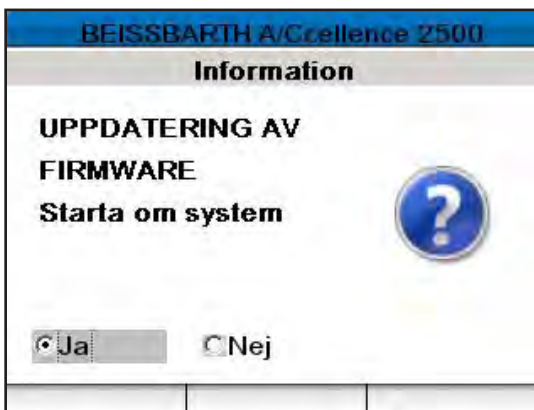 BEISSBARTH A/Ccellence 2500
Information
UPPDATERING AV
FIRMWARE
Starta om system
Ja
Nej